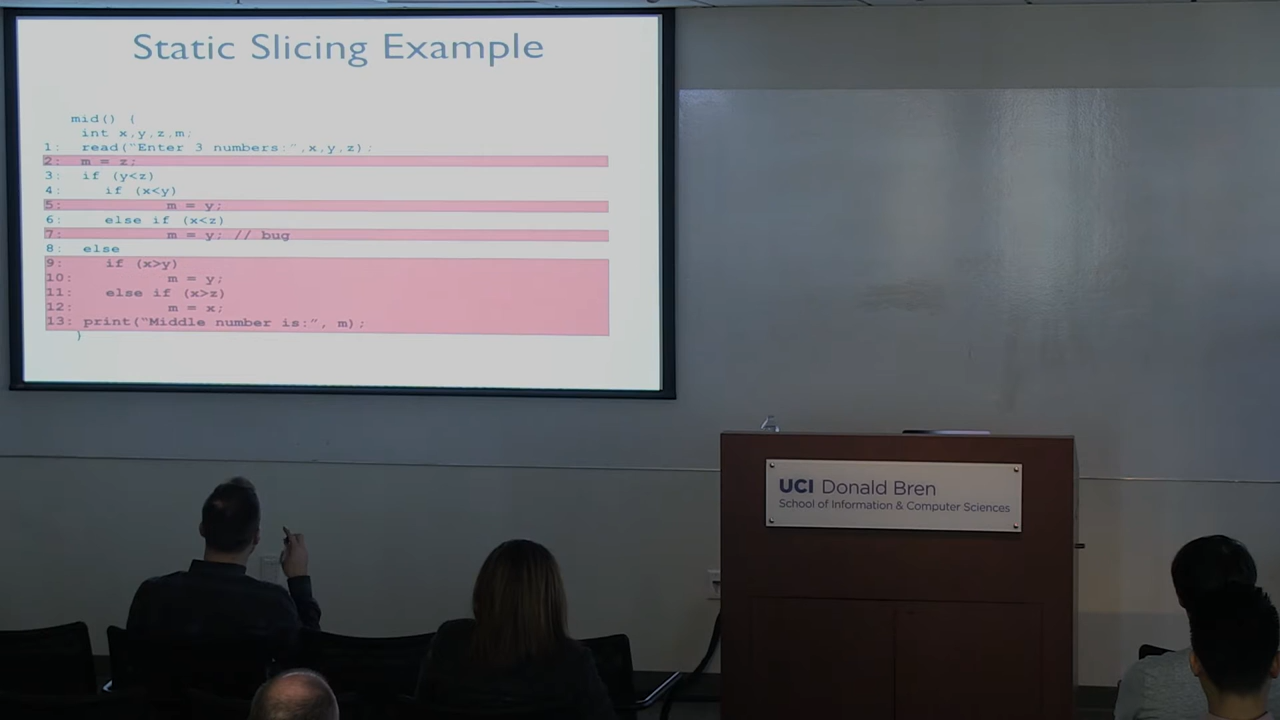 Static Slicing Example
mid() {
int x,y,z,m;
1: read("Enter 3 numbers:",x,y,z);
2: m = z;
3: if (y<z)
4: if (x<y)
5: m = y;
6: else if (x<z)
7: m = y; // bug
8: else
9: if (x>y)
10: m = y;
11: else if (x>z)
12: m = x;
13: print("Middle number is:", m);
}
UCI Donald Bren
School of Information & Computer Sciences